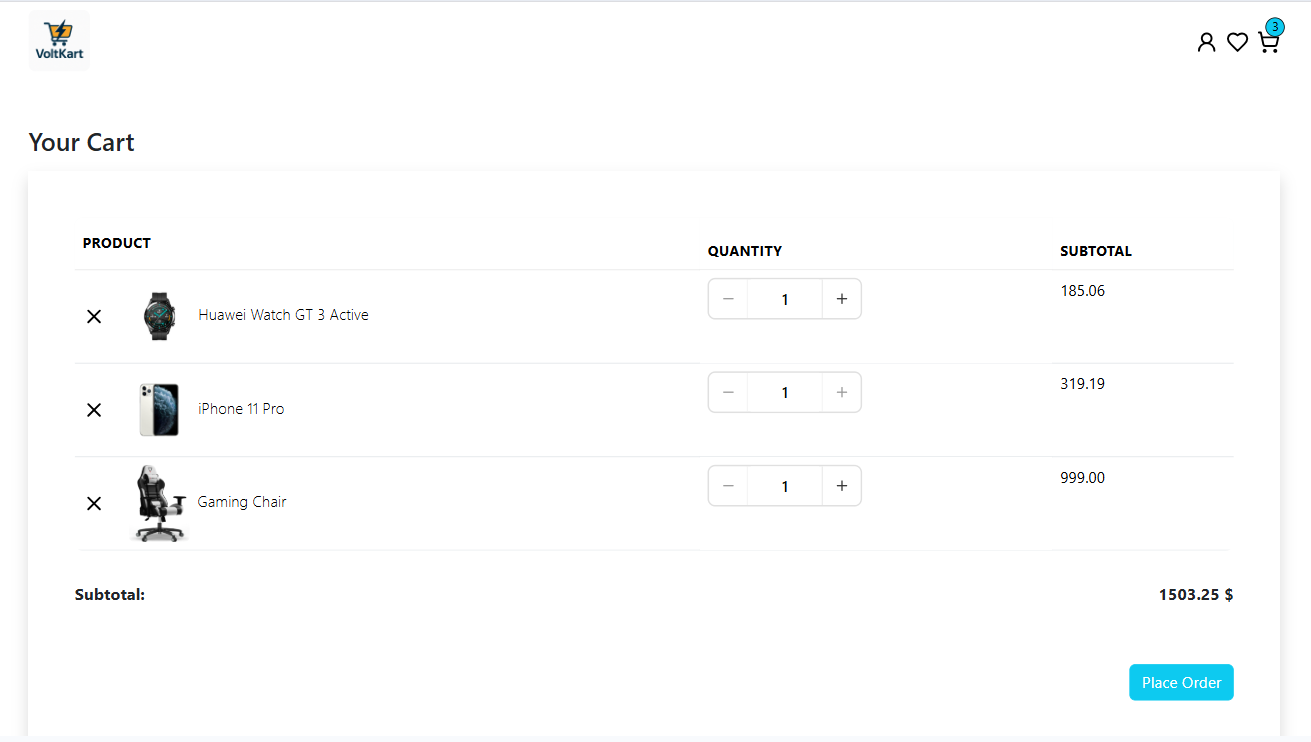 VoltKart
3
Your Cart
PRODUCT
QUANTITY
SUBTOTAL
Huawei Watch GT 3 Active
− 1 +
185.06
iPhone 11 Pro
− 1 +
319.19
Gaming Chair
− 1 +
999.00
Subtotal:
1503.25 $
Place Order